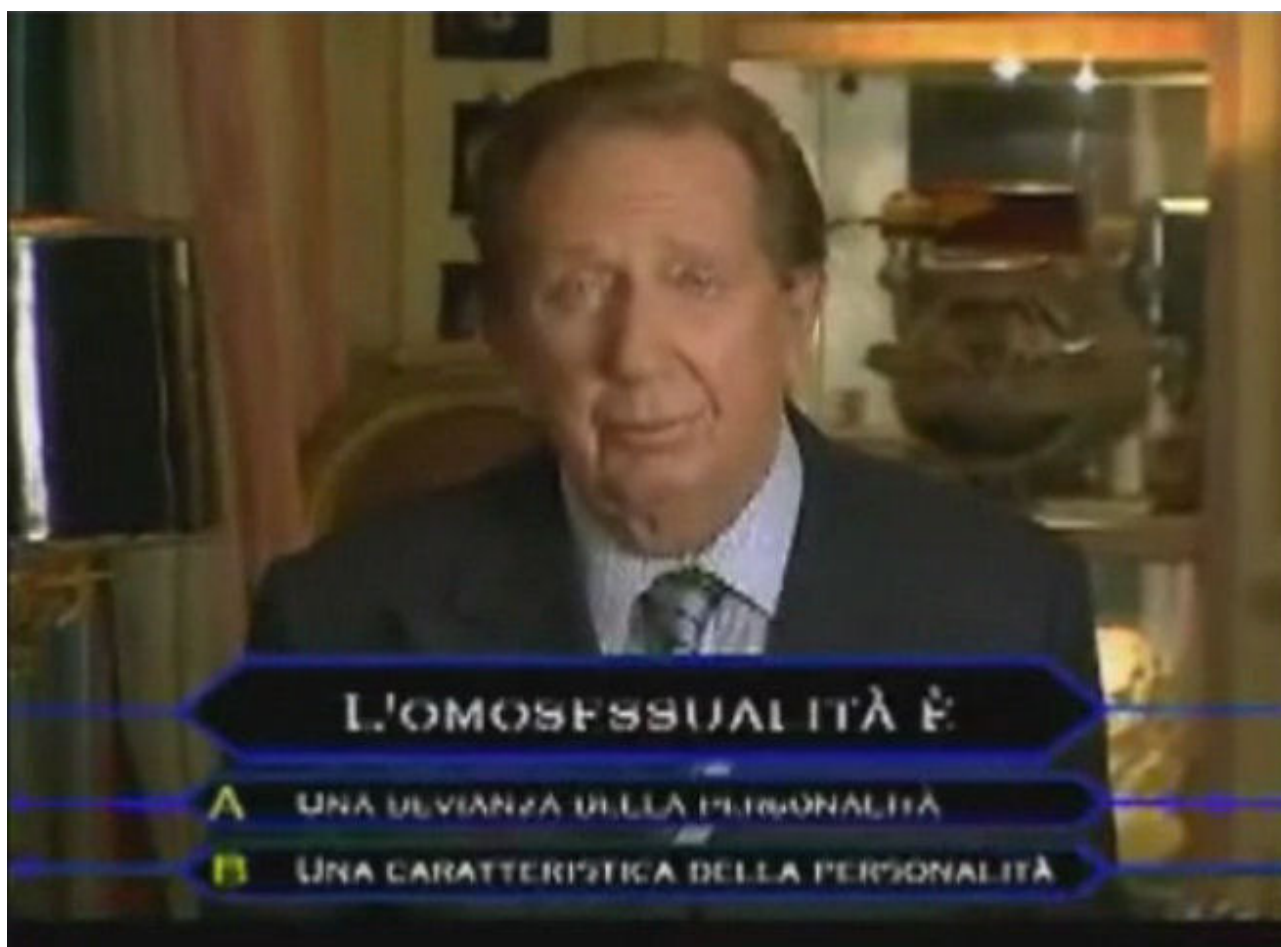 L'OMOSESSUALITÀ È
A UNA DEVIANZA DELLA PERSONALITÀ
B UNA CARATTERISTICA DELLA PERSONALITÀ